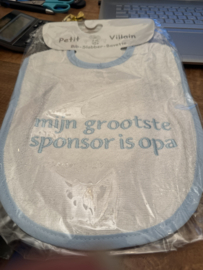 Petit Villain
mijn grootste
sponsor is opa